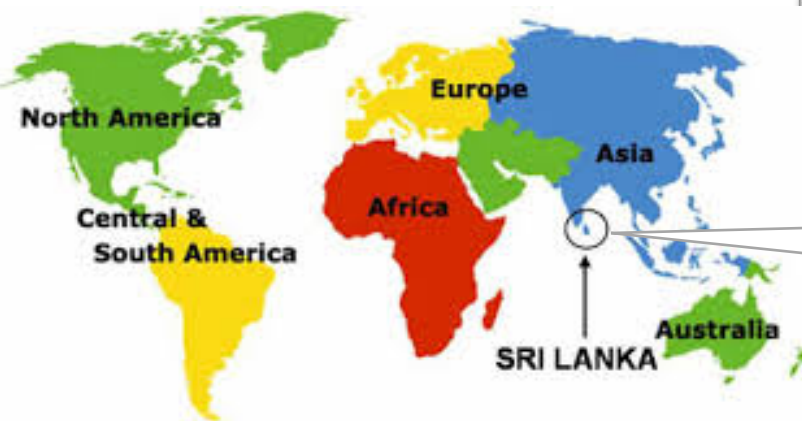 Europe
North America
Asia
Africa
Central &
South America
Australia
SRI LANKA